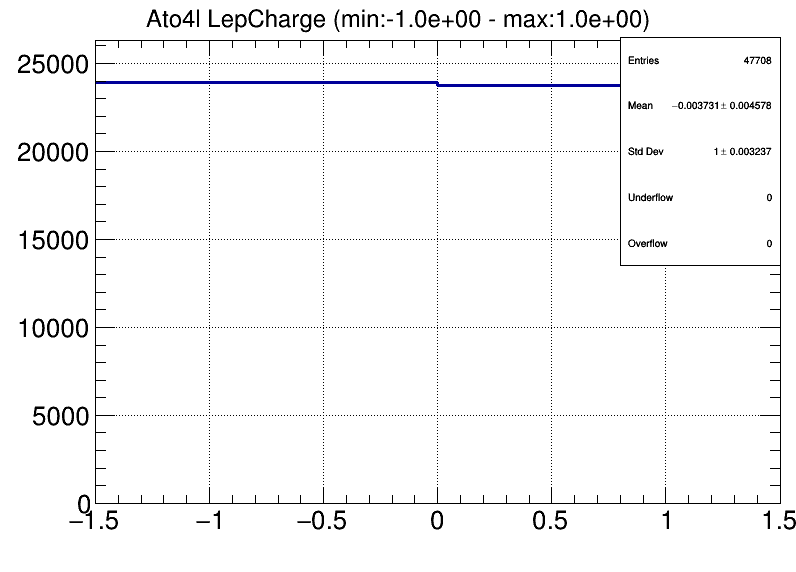 Ato4l LepCharge (min:-1.0e+00 - max:1.0e+00)
Entries 47708
Mean −0.003731 ± 0.004578
Std Dev 1 ± 0.003237
Underflow 0
Overflow 0
25000
20000
15000
10000
5000
0
−1.5 −1 −0.5 0 0.5 1 1.5